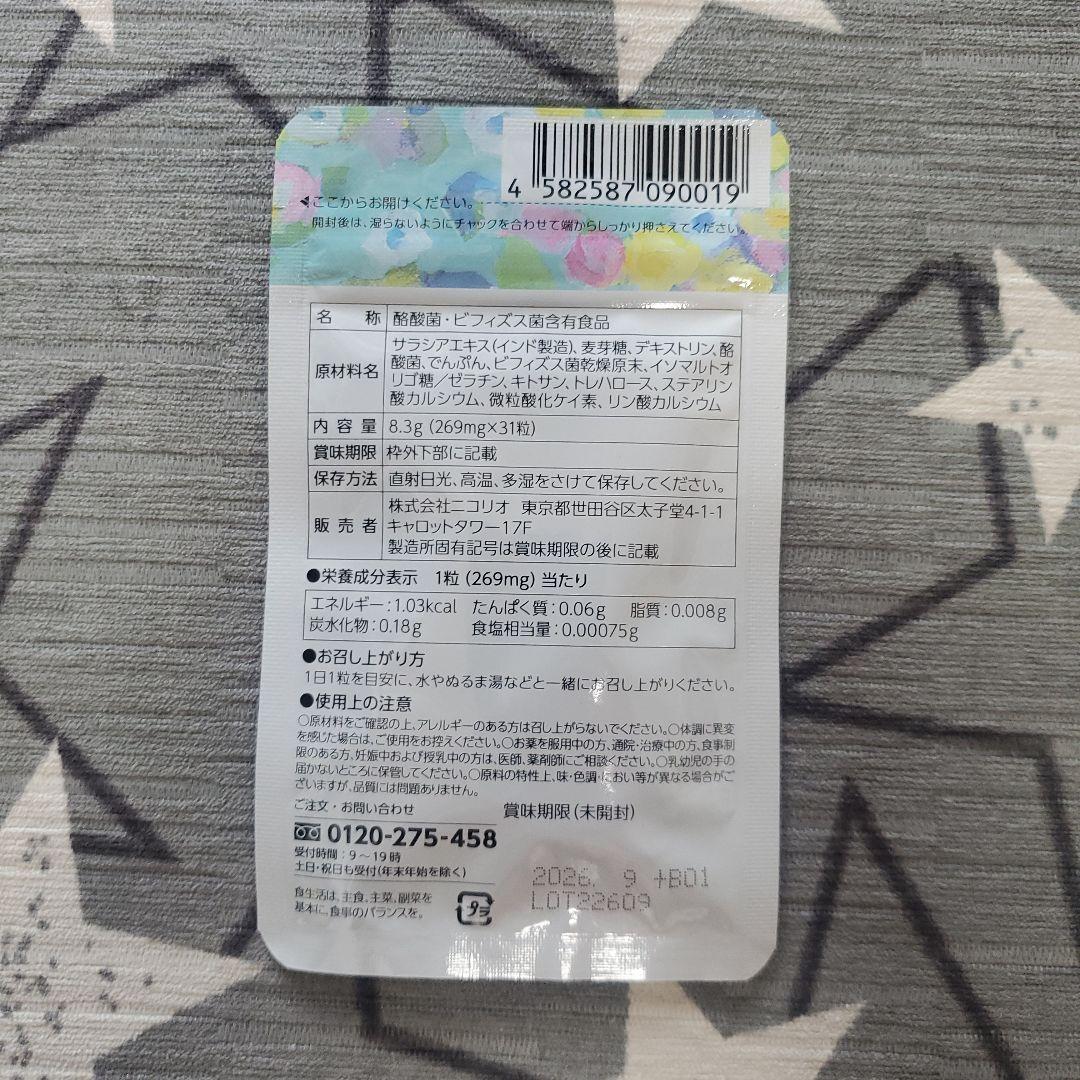 4 582587 090019
◀ここからお開けください。
開封後は、湿らないようにチャックを合わせて端からしっかり押さえてください。
名称 酪酸菌・ビフィズス菌含有食品
原材料名 サラシアエキス(インド製造)、麦芽糖、デキストリン、酪
酸菌、でんぷん、ビフィズス菌乾燥原末、イソマルトオ
リゴ糖/ゼラチン、キトサン、トレハロース、ステアリン
酸カルシウム、微粒酸化ケイ素、リン酸カルシウム
内容量 8.3g (269mg×31粒)
賞味期限 枠外下部に記載
保存方法 直射日光、高温、多湿をさけて保存してください。
販売者 株式会社ニコリオ 東京都世田谷区太子堂4-1-1
キャロットタワー17F
製造所固有記号は賞味期限の後に記載
●栄養成分表示 1粒(269mg)当たり
エネルギー:1.03kcal たんぱく質:0.06g 脂質:0.008g
炭水化物:0.18g 食塩相当量:0.00075g
●お召し上がり方
1日1粒を目安に、水やぬるま湯などと一緒にお召し上がりください。
●使用上の注意
○原材料をご確認の上、アレルギーのある方は召し上がらないでください。○体調に異変
を感じた場合は、ご使用をお控えください。○お薬を服用中の方、通院・治療中の方、食事制
限のある方、妊娠中および授乳中の方は、医師、薬剤師にご相談ください。○乳幼児の手の
届かないところに保管してください。○原料の特性上、味・色調・におい等が異なる場合がご
ざいますが、品質には問題ありません。
ご注文・お問い合わせ
0120-275-458
受付時間:9~19時
土日・祝日も受付(年末年始を除く)
食生活は、主食、主菜、副菜を
基本に、食事のバランスを。
プラ
賞味期限(未開封)
2026. 9 +B01
LOT22609